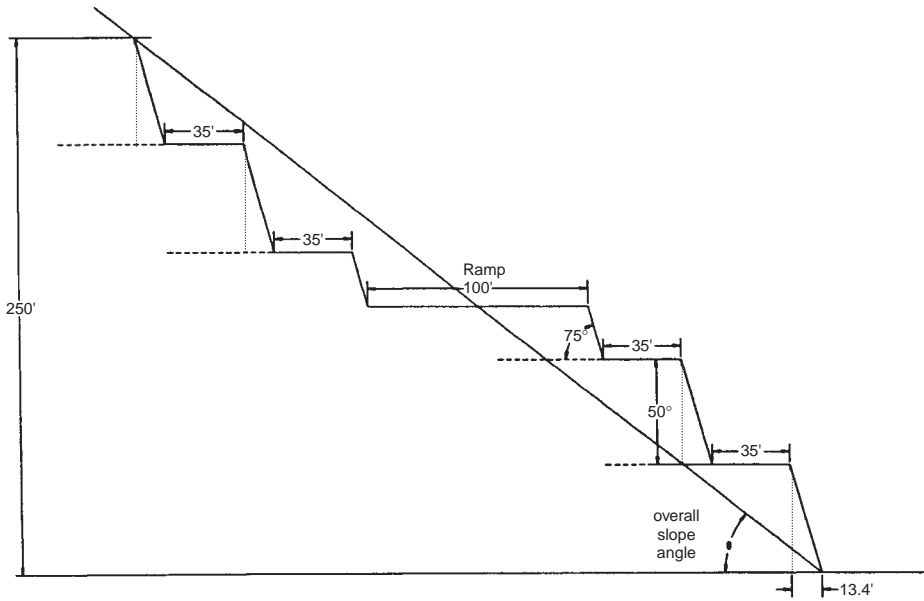 35'
35'
Ramp
100'
250'
75°
35'
50°
35'
overall
slope
angle
θ
13.4'